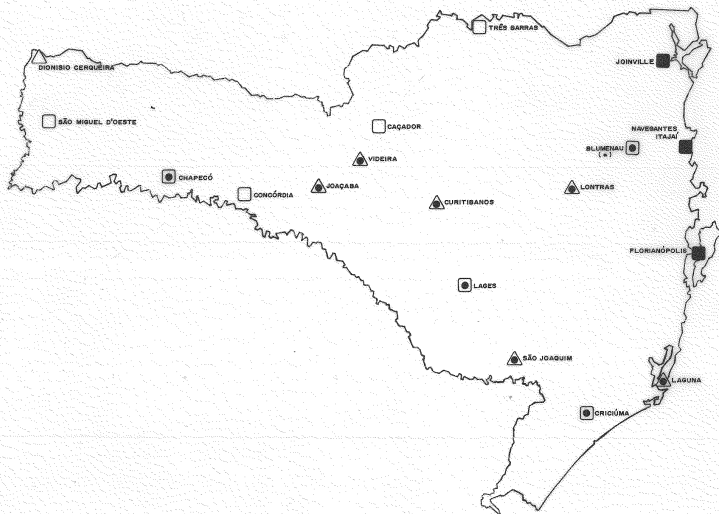 TRÊS BARRAS
JOINVILLE
DIONISIO CERQUEIRA
SÃO MIGUEL D'OESTE
CAÇADOR
NAVEGANTES
ITAJAÍ
BLUMENAU
(*)
VIDEIRA
CHAPECÓ
JOAÇABA
LONTRAS
CONCÓRDIA
CURITIBANOS
FLORIANÓPOLIS
LAGES
SÃO JOAQUIM
LAGUNA
CRICIÚMA